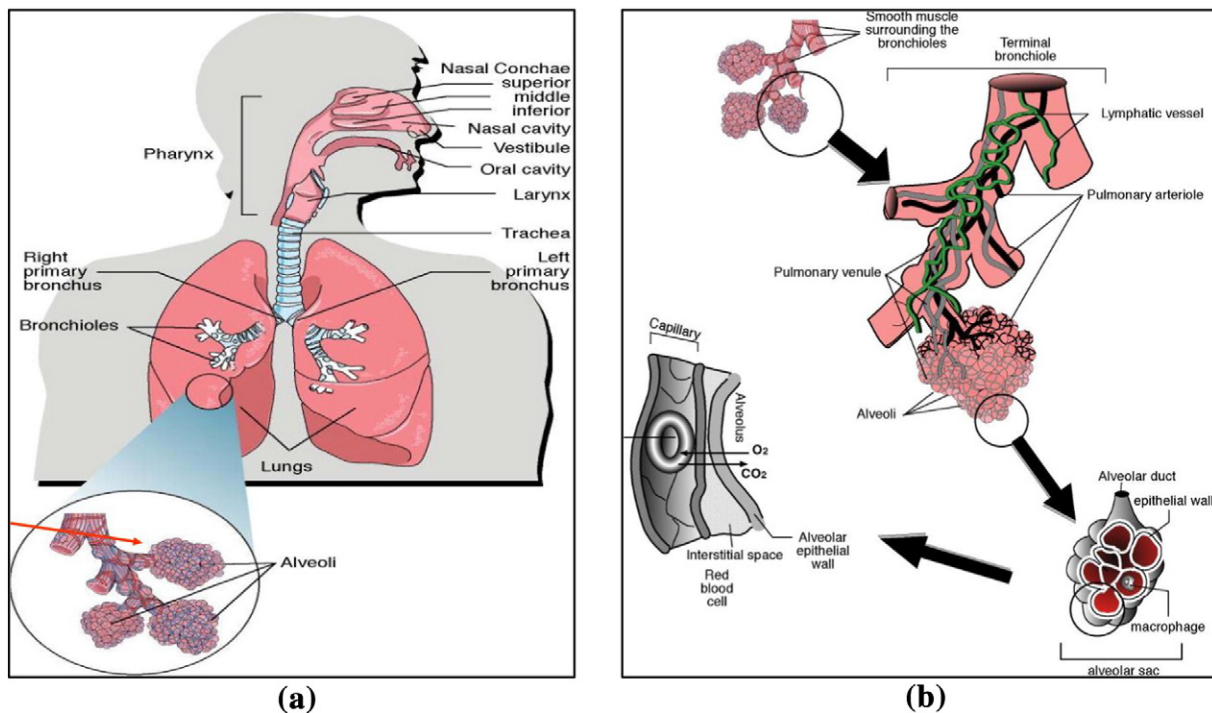 Nasal Conchae
superior
middle
inferior
Nasal cavity
Vestibule
Oral cavity
Larynx
Trachea
Pharynx
Right
primary
bronchus
Left
primary
bronchus
Bronchioles
Lungs
Alveoli
(a)
Smooth muscle
surrounding the
bronchioles
Terminal
bronchiole
Lymphatic vessel
Pulmonary arteriole
Pulmonary venule
Capillary
Alveolus
O2
CO2
Alveoli
Interstitial space
Alveolar
epithelial
wall
Red
blood
cell
Alveolar duct
epithelial wall
macrophage
alveolar sac
(b)